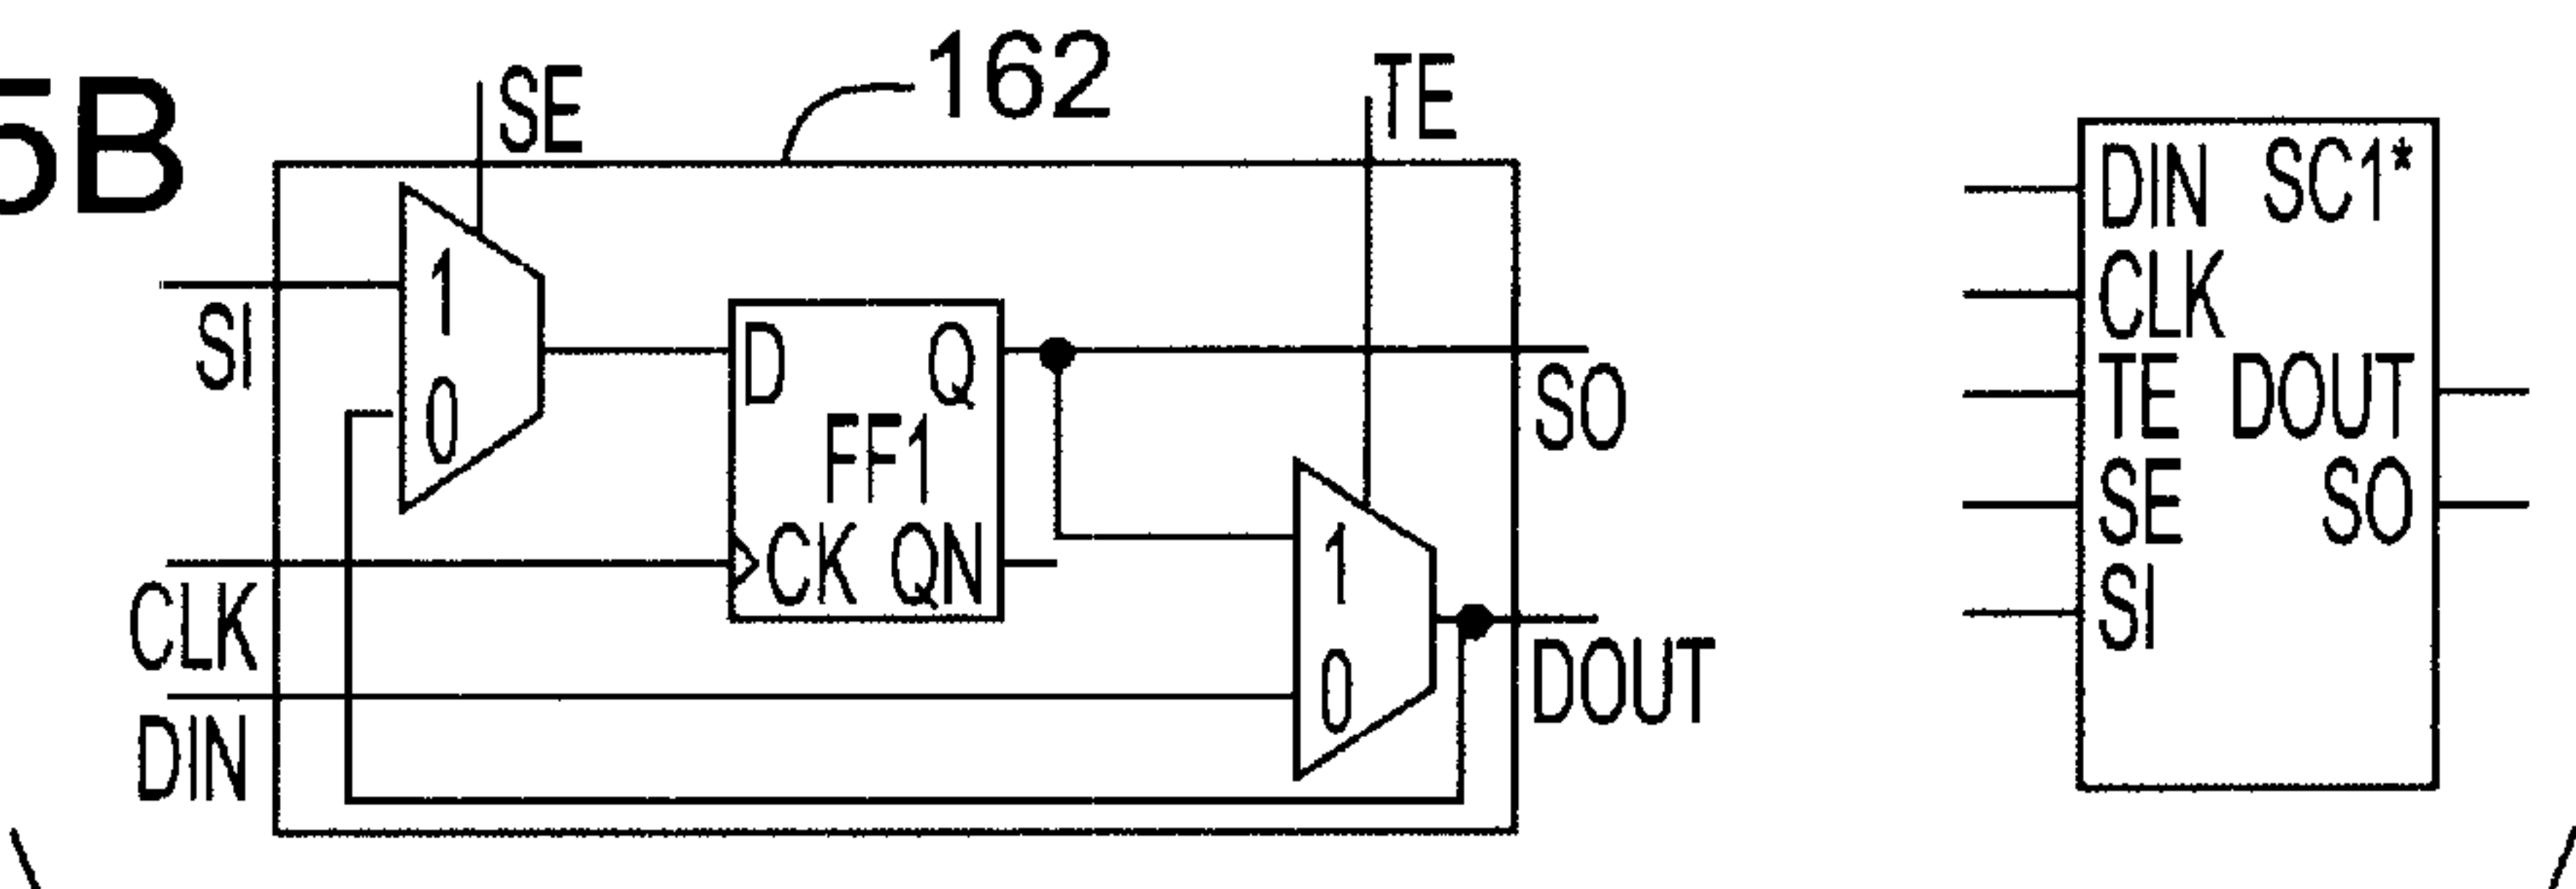 5B
162
SE
TE
1
0
SI
D Q
FF1
CK QN
SO
1
0
CLK
DIN
DOUT
DIN SC1*
CLK
TE DOUT
SE SO
SI